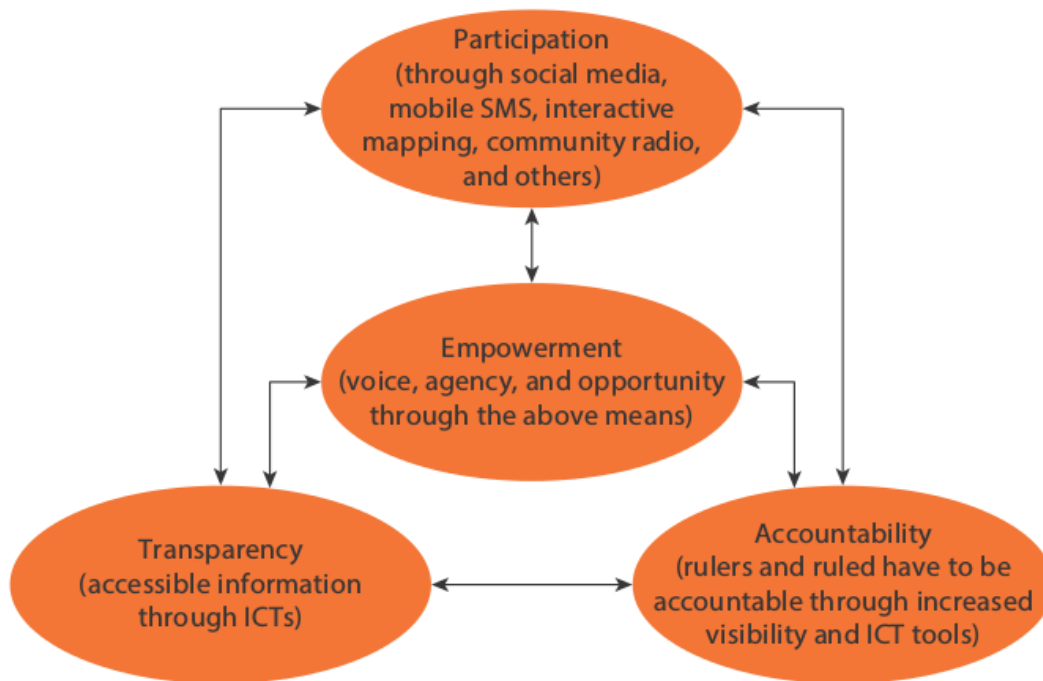 Participation
(through social media,
mobile SMS, interactive
mapping, community radio,
and others)
Empowerment
(voice, agency, and opportunity
through the above means)
Transparency
(accessible information
through ICTs)
Accountability
(rulers and ruled have to be
accountable through increased
visibility and ICT tools)